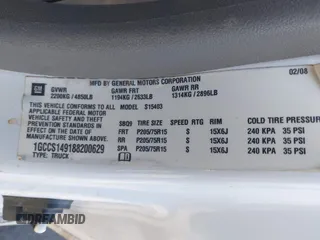 MFD BY GENERAL MOTORS CORPORATION
02/08
GM
GVWR GAWR FRT GAWR RR
2200KG / 4850LB 1194KG / 2633LB 1314KG / 2896LB
THIS VEHICLE CONFORMS TO ALL APPLICABLE U.S. FEDERAL MOTOR
VEHICLE SAFETY AND THEFT PREVENTION STANDARDS IN EFFECT ON
THE DATE OF MANUFACTURE SHOWN ABOVE.
MODEL: S15403
SBQ9 TIRE SIZE SPEED RTG RIM COLD TIRE PRESSURE
1GCCS149188200629 FRT P205/75R15 S 15X6J 240 KPA 35 PSI
TYPE: TRUCK RR P205/75R15 S 15X6J 240 KPA 35 PSI
SPA P205/75R15 S 15X6J 240 KPA 35 PSI